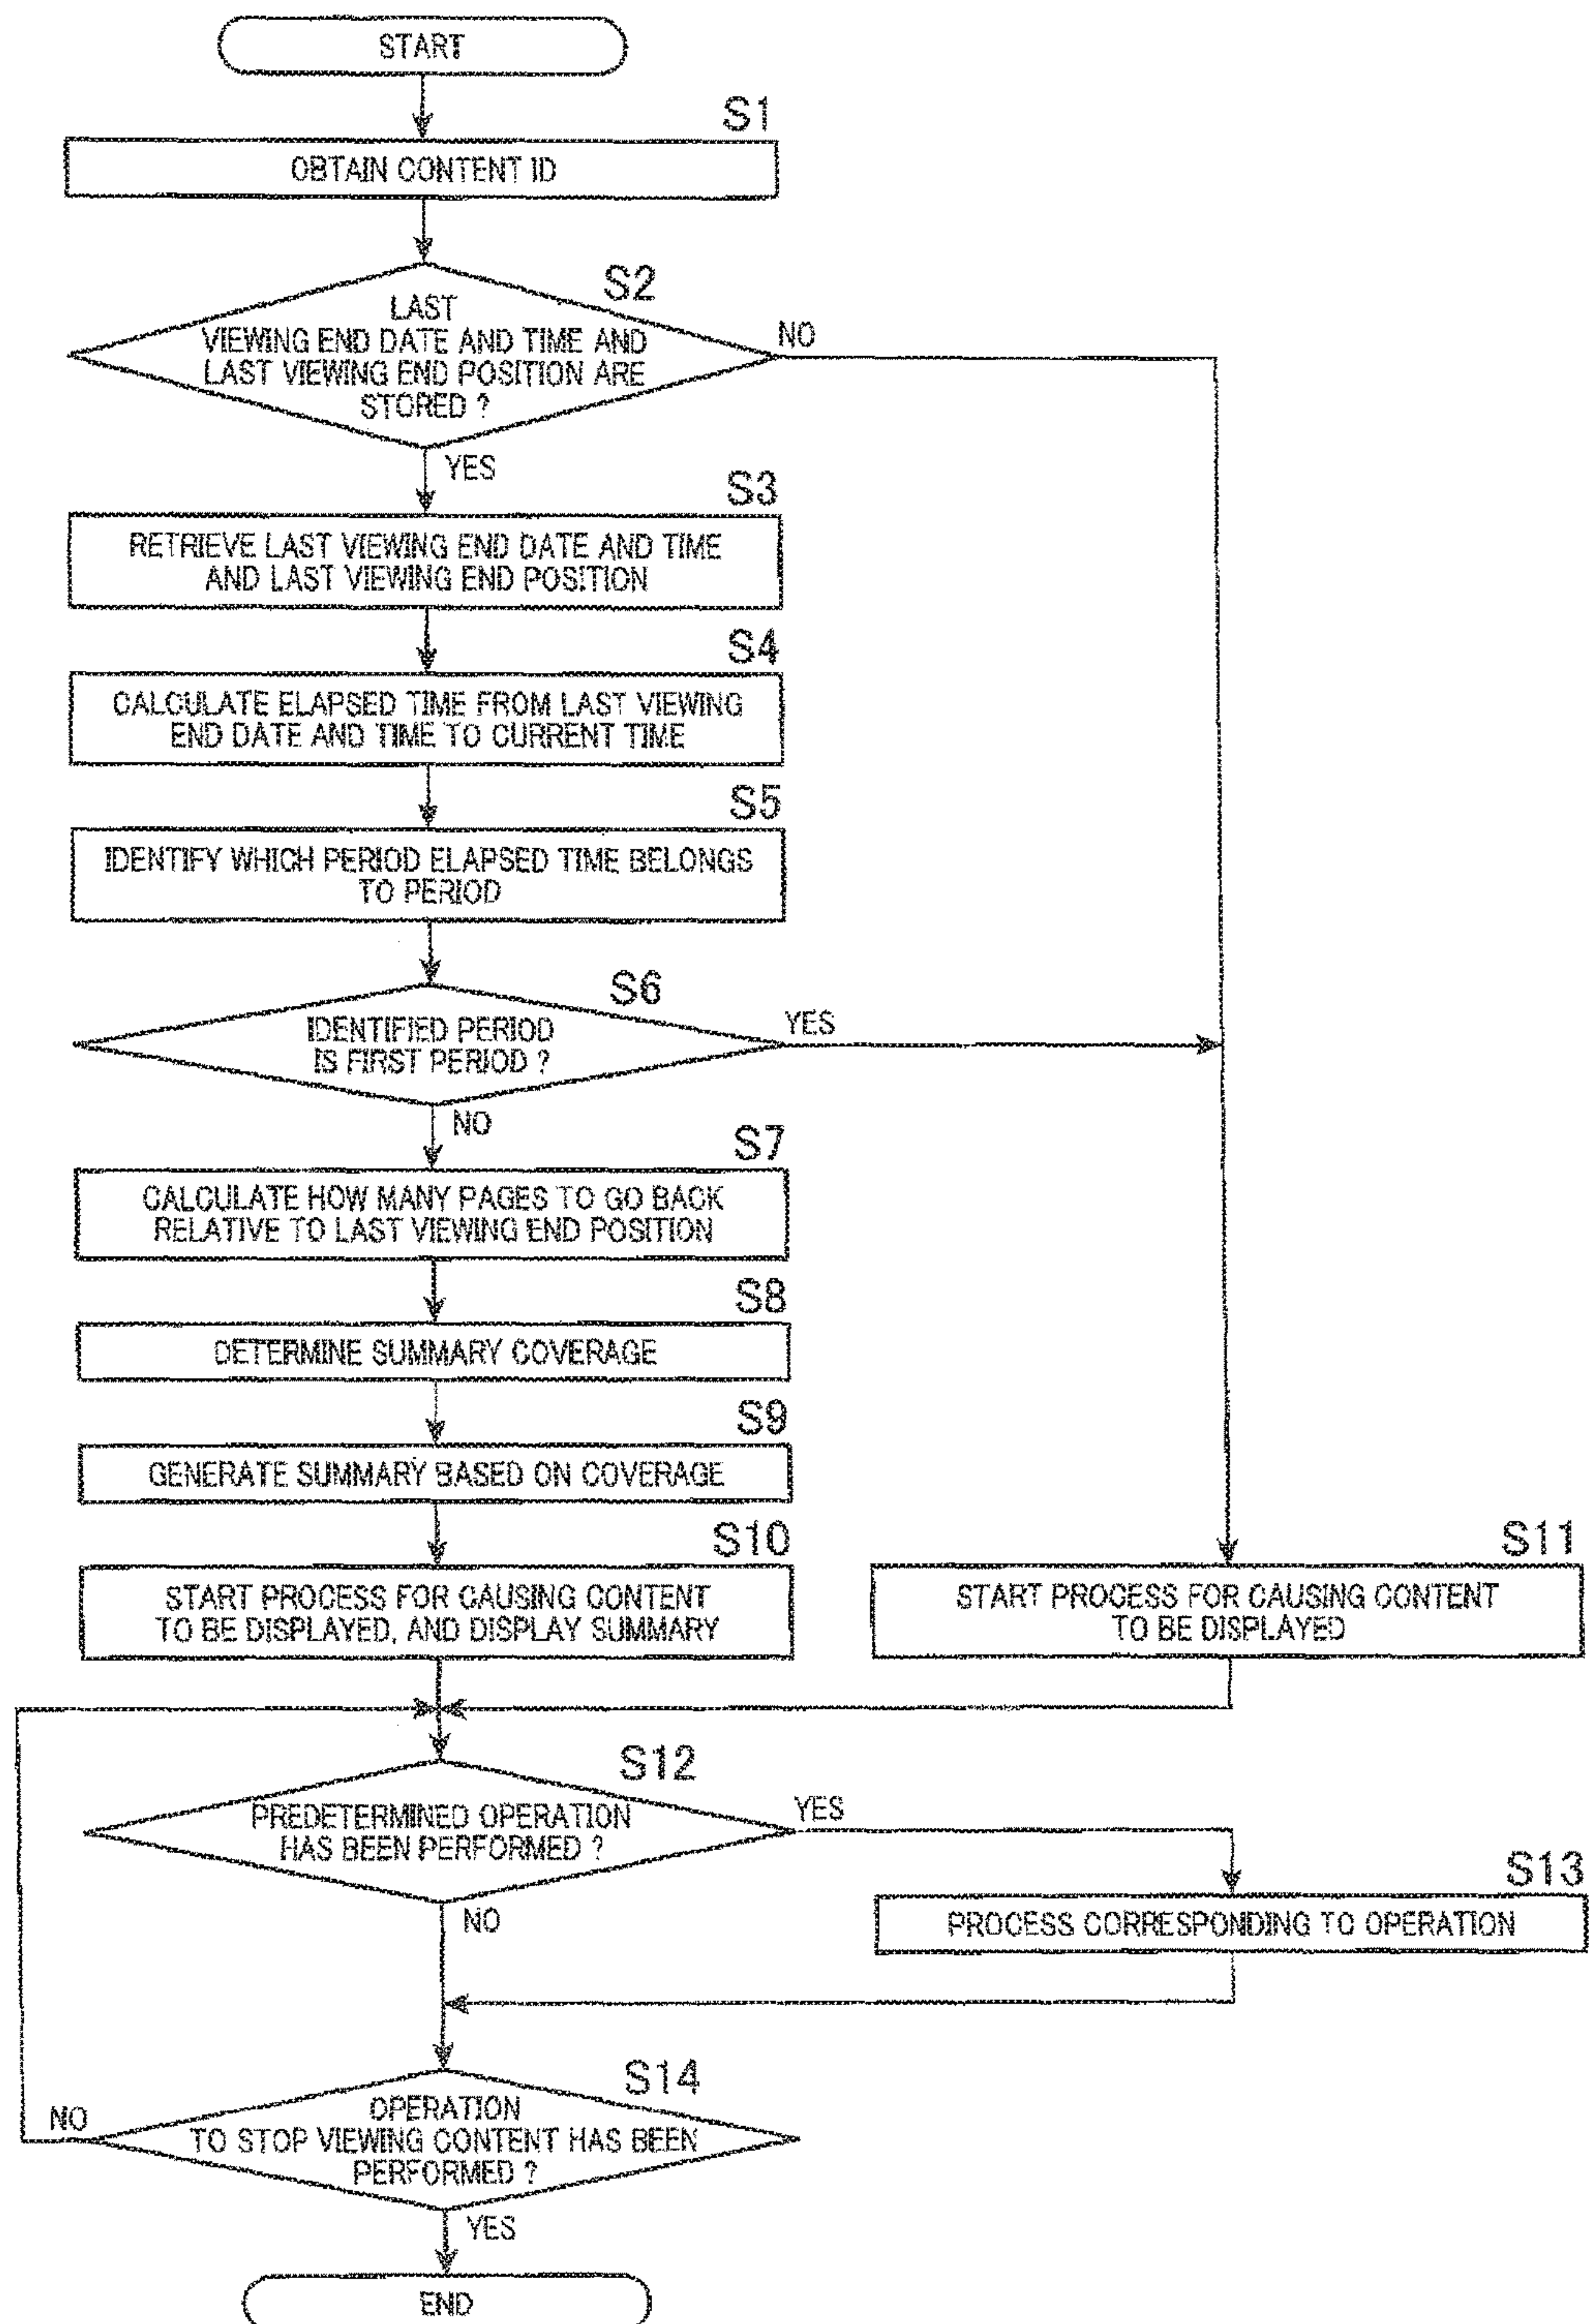 START
S1
OBTAIN CONTENT ID
S2
LAST
VIEWING END DATE AND TIME AND
LAST VIEWING END POSITION ARE
STORED ?
NO
YES
S3
RETRIEVE LAST VIEWING END DATE AND TIME
AND LAST VIEWING END POSITION
S4
CALCULATE ELAPSED TIME FROM LAST VIEWING
END DATE AND TIME TO CURRENT TIME
S5
IDENTIFY WHICH PERIOD ELAPSED TIME BELONGS
TO PERIOD
S6
IDENTIFIED PERIOD
IS FIRST PERIOD ?
YES
NO
S7
CALCULATE HOW MANY PAGES TO GO BACK
RELATIVE TO LAST VIEWING END POSITION
S8
DETERMINE SUMMARY COVERAGE
S9
GENERATE SUMMARY BASED ON COVERAGE
S10
START PROCESS FOR CAUSING CONTENT
TO BE DISPLAYED, AND DISPLAY SUMMARY
S11
START PROCESS FOR CAUSING CONTENT
TO BE DISPLAYED
S12
PREDETERMINED OPERATION
HAS BEEN PERFORMED ?
YES
NO
S13
PROCESS CORRESPONDING TO OPERATION
S14
OPERATION
TO STOP VIEWING CONTENT HAS BEEN
PERFORMED ?
NO
YES
END